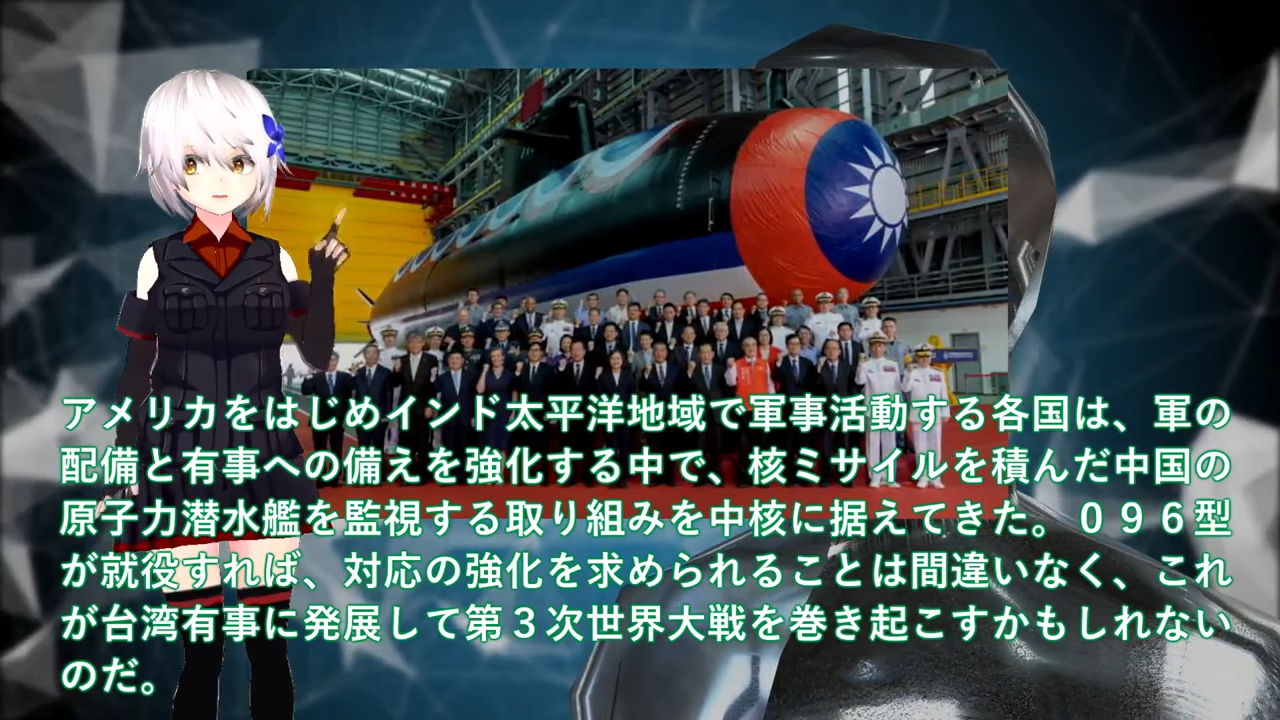 アメリカをはじめインド太平洋地域で軍事活動する各国は、軍の
配備と有事への備えを強化する中で、核ミサイルを積んだ中国の
原子力潜水艦を監視する取り組みを中核に据えてきた。０９６型
が就役すれば、対応の強化を求められることは間違いなく、これ
が台湾有事に発展して第３次世界大戦を巻き起こすかもしれない
のだ。